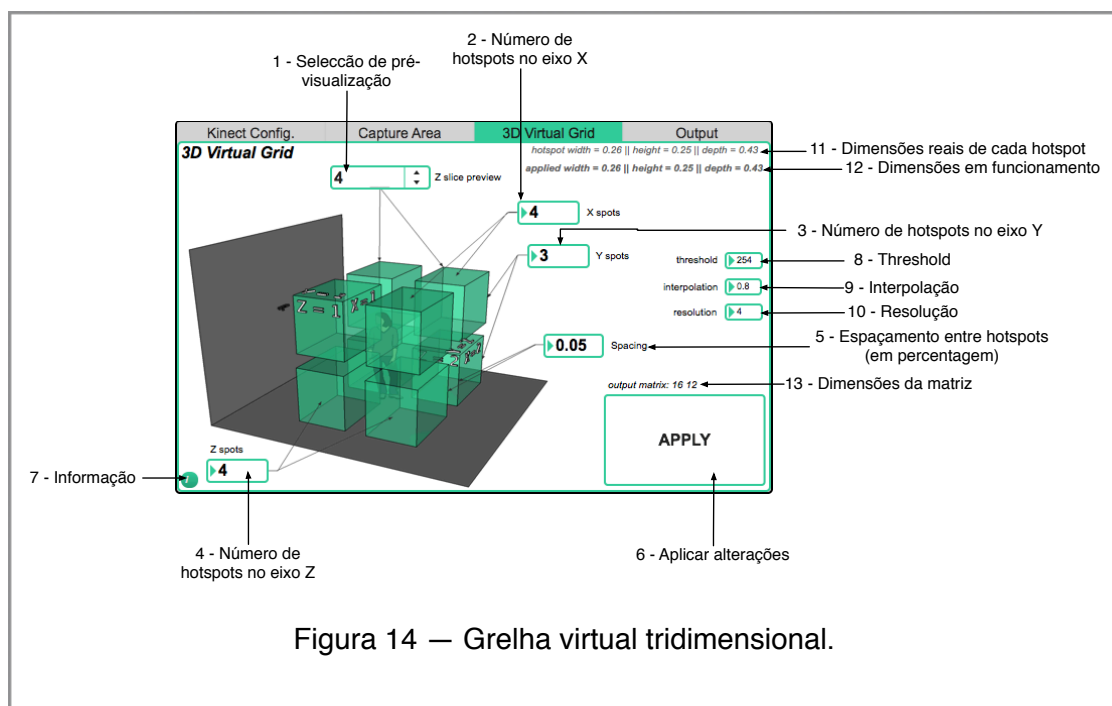 2 - Número de
hotspots no eixo X
1 - Selecção de pré-
visualização
Kinect Config.
Capture Area
3D Virtual Grid
Output
3D Virtual Grid
hotspot width = 0.26 || height = 0.25 || depth = 0.43
11 - Dimensões reais de cada hotspot
applied width = 0.26 || height = 0.25 || depth = 0.43
12 - Dimensões em funcionamento
4
Z slice preview
4
X spots
3 - Número de hotspots no eixo Y
3
Y spots
threshold
254
8 - Threshold
interpolation
0.8
9 - Interpolação
resolution
4
10 - Resolução
Z = 1 X=1
0.05
Spacing
5 - Espaçamento entre hotspots
(em percentagem)
output matrix: 16 12
13 - Dimensões da matriz
APPLY
Z spots
4
7 - Informação
4 - Número de
hotspots no eixo Z
6 - Aplicar alterações
Figura 14 — Grelha virtual tridimensional.